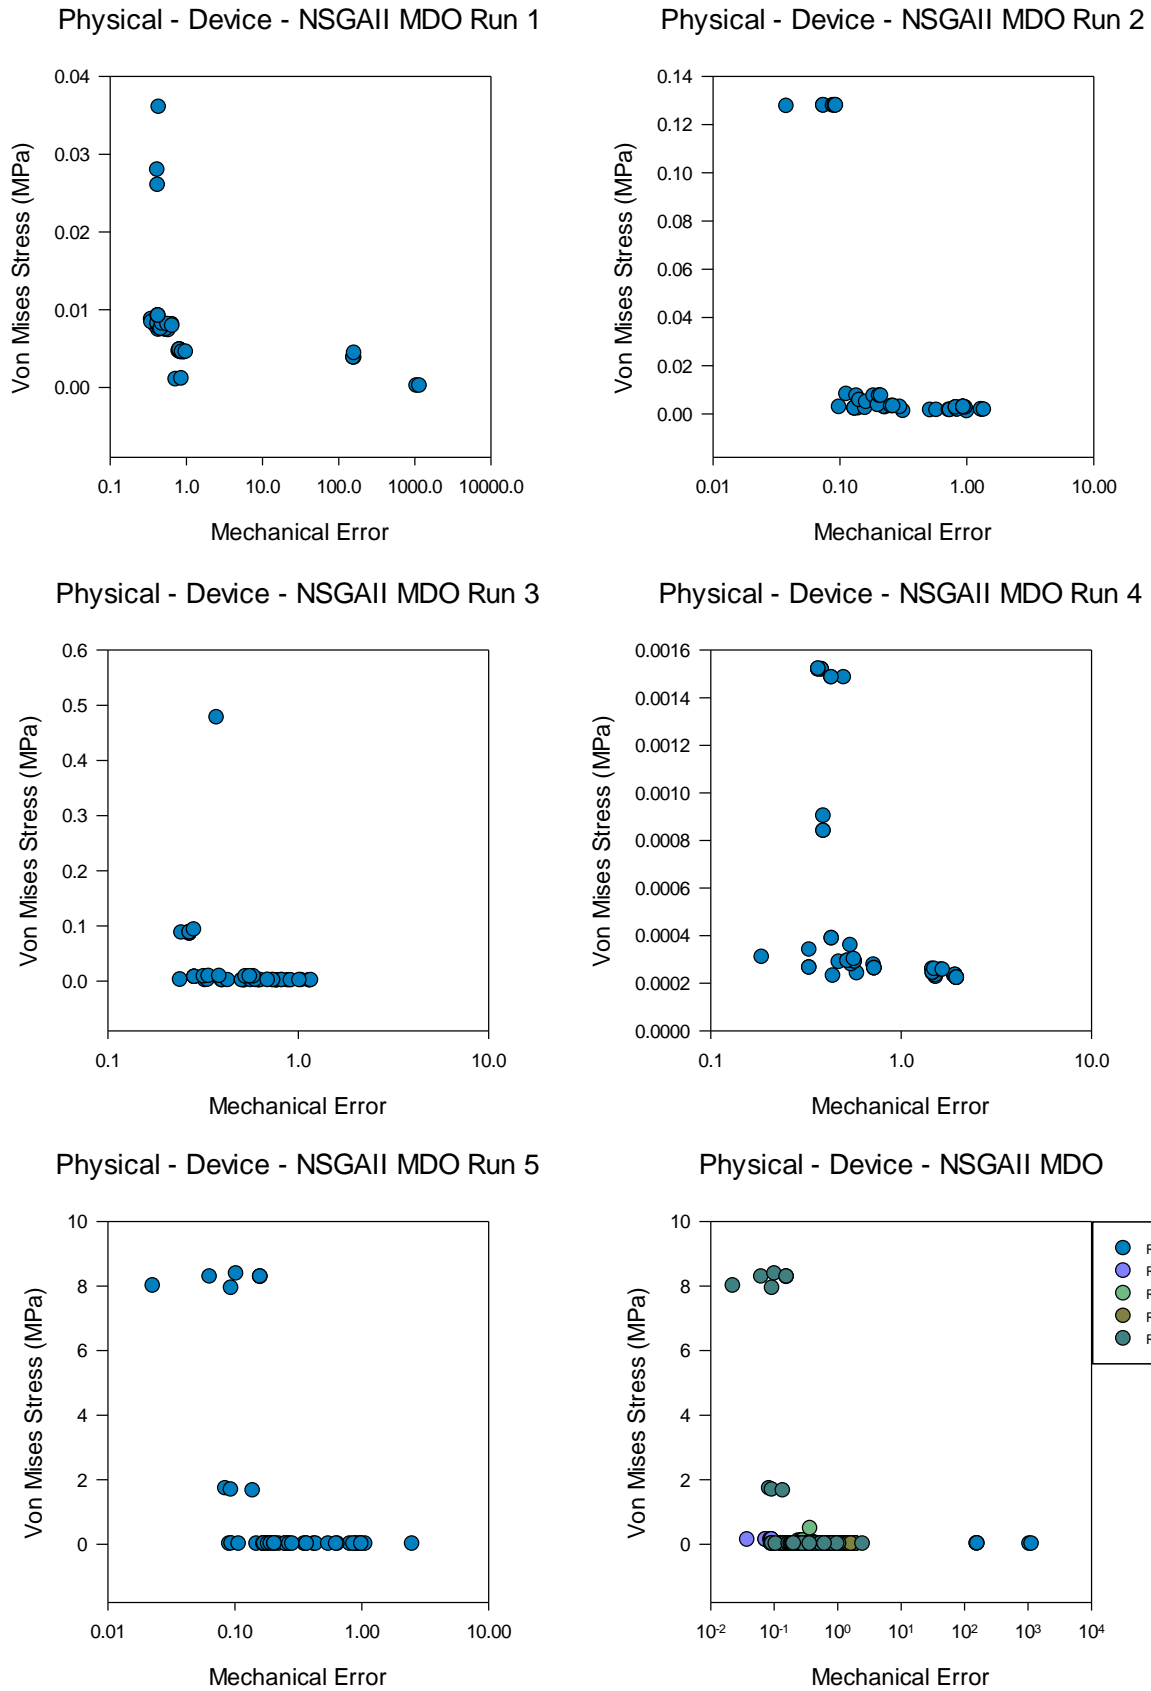 Physical - Device - NSGAII MDO Run 1
Von Mises Stress (MPa)
0.04
0.03
0.02
0.01
0.00
0.1 1.0 10.0 100.0 1000.0 10000.0
Mechanical Error
Physical - Device - NSGAII MDO Run 2
Von Mises Stress (MPa)
0.14
0.12
0.10
0.08
0.06
0.04
0.02
0.00
0.01 0.10 1.00 10.00
Mechanical Error
Physical - Device - NSGAII MDO Run 3
Von Mises Stress (MPa)
0.6
0.5
0.4
0.3
0.2
0.1
0.0
0.1 1.0 10.0
Mechanical Error
Physical - Device - NSGAII MDO Run 4
Von Mises Stress (MPa)
0.0016
0.0014
0.0012
0.0010
0.0008
0.0006
0.0004
0.0002
0.0000
0.1 1.0 10.0
Mechanical Error
Physical - Device - NSGAII MDO Run 5
Von Mises Stress (MPa)
10
8
6
4
2
0
0.01 0.10 1.00 10.00
Mechanical Error
Physical - Device - NSGAII MDO
Von Mises Stress (MPa)
10
8
6
4
2
0
10⁻² 10⁻¹ 10⁰ 10¹ 10² 10³ 10⁴
Mechanical Error